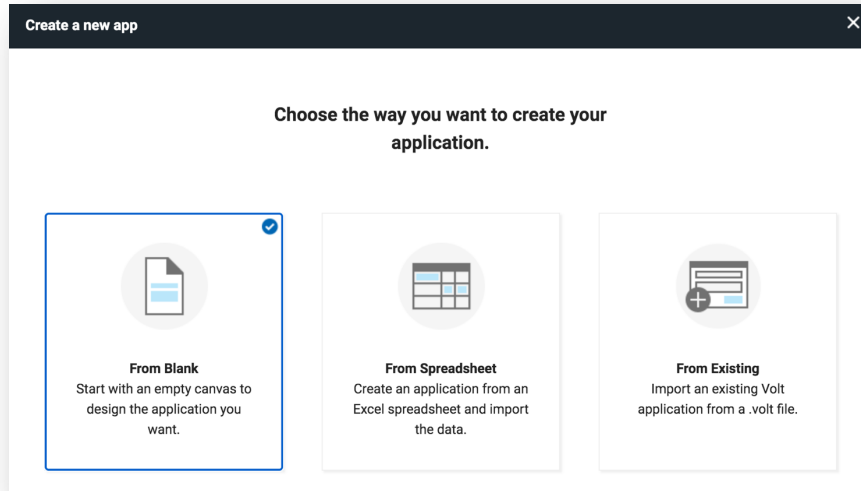 Create a new app
Choose the way you want to create your
application.
From Blank
Start with an empty canvas to
design the application you
want.
From Spreadsheet
Create an application from an
Excel spreadsheet and import
the data.
From Existing
Import an existing Volt
application from a .volt file.